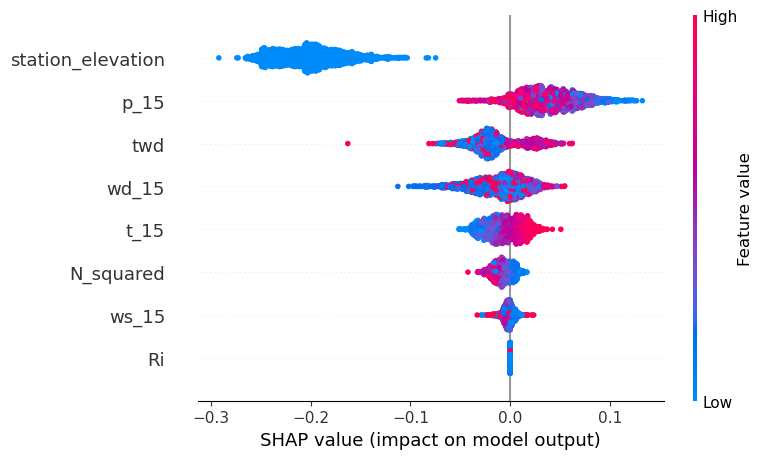 High
station_elevation
p_15
twd
wd_15
t_15
N_squared
ws_15
Ri
Feature value
Low
−0.3 −0.2 −0.1 0.0 0.1
SHAP value (impact on model output)